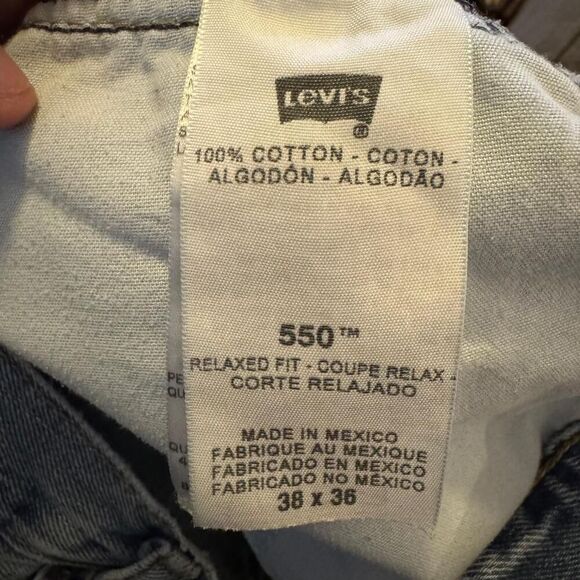 Levi's
®
100% COTTON - COTON -
ALGODÓN - ALGODÃO
550™
RELAXED FIT - COUPE RELAX -
CORTE RELAJADO
MADE IN MEXICO
FABRIQUE AU MEXIQUE
FABRICADO EN MEXICO
FABRICADO NO MÉXICO
38 x 36